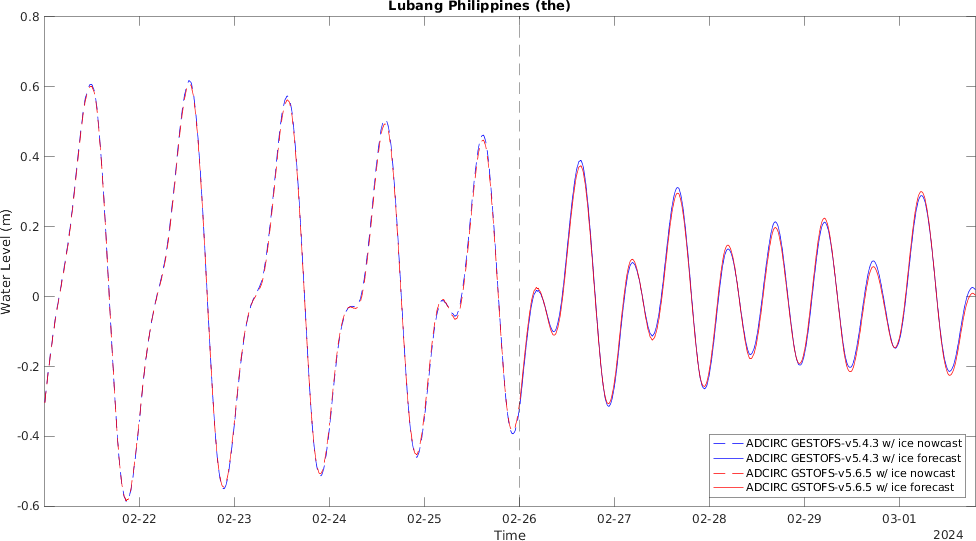 Lubang Philippines (the)
Water Level (m)
0.8
0.6
0.4
0.2
0
-0.2
-0.4
-0.6
ADCIRC GESTOFS-v5.4.3 w/ ice nowcast
ADCIRC GESTOFS-v5.4.3 w/ ice forecast
ADCIRC GSTOFS-v5.6.5 w/ ice nowcast
ADCIRC GSTOFS-v5.6.5 w/ ice forecast
02-22 02-23 02-24 02-25 02-26 02-27 02-28 02-29 03-01
Time
2024